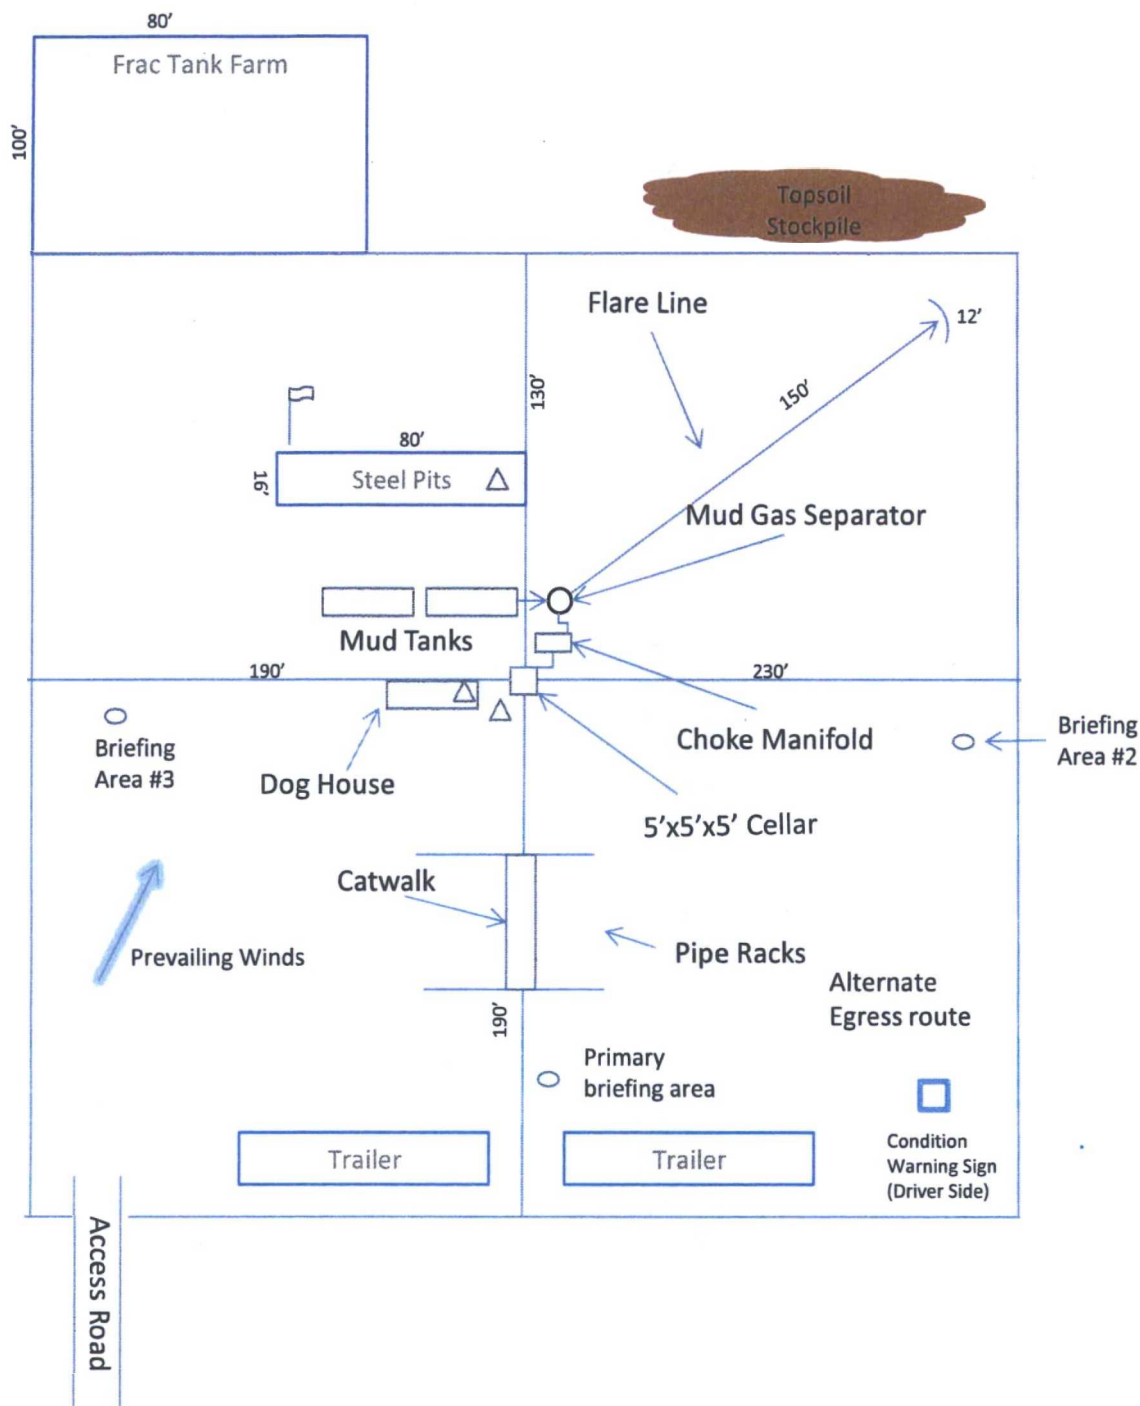 80’
Frac Tank Farm
100’
Topsoil
Stockpile
Flare Line
12’
130’
150’
80’
16’
Steel Pits
Mud Gas Separator
Mud Tanks
190’
230’
Briefing
Area #3
Choke Manifold
Briefing
Area #2
Dog House
5’x5’x5’ Cellar
Catwalk
Prevailing Winds
Pipe Racks
Alternate
Egress route
190’
Primary
briefing area
Condition
Warning Sign
(Driver Side)
Trailer
Trailer
Access Road